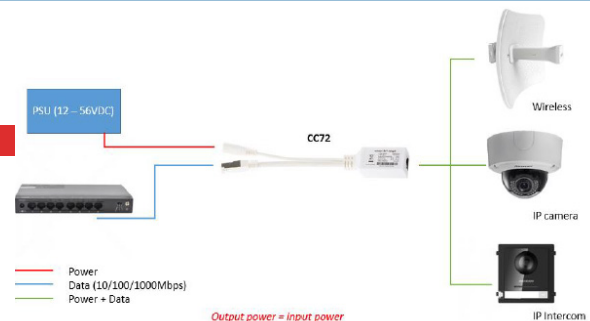 PSU (12 – 56VDC)
CC72
Wireless
IP camera
Power
Data (10/100/1000Mbps)
Power + Data
Output power = input power
IP Intercom